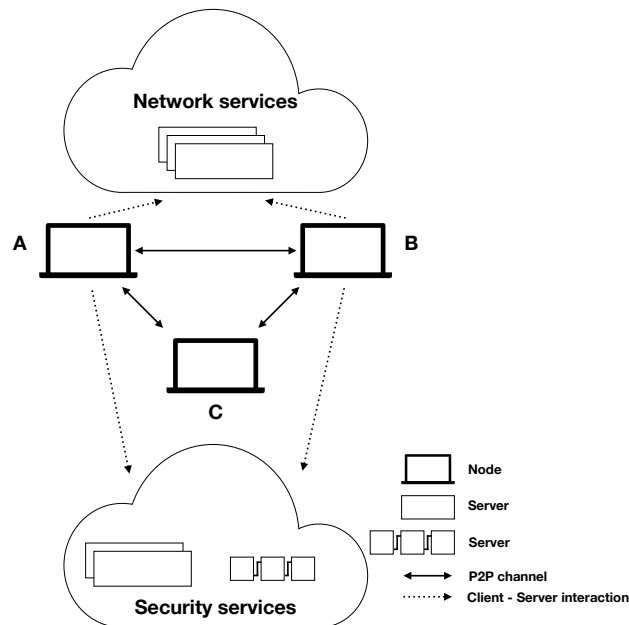 Network services
A
B
C
Node
Server
Server
P2P channel
Client - Server interaction
Security services